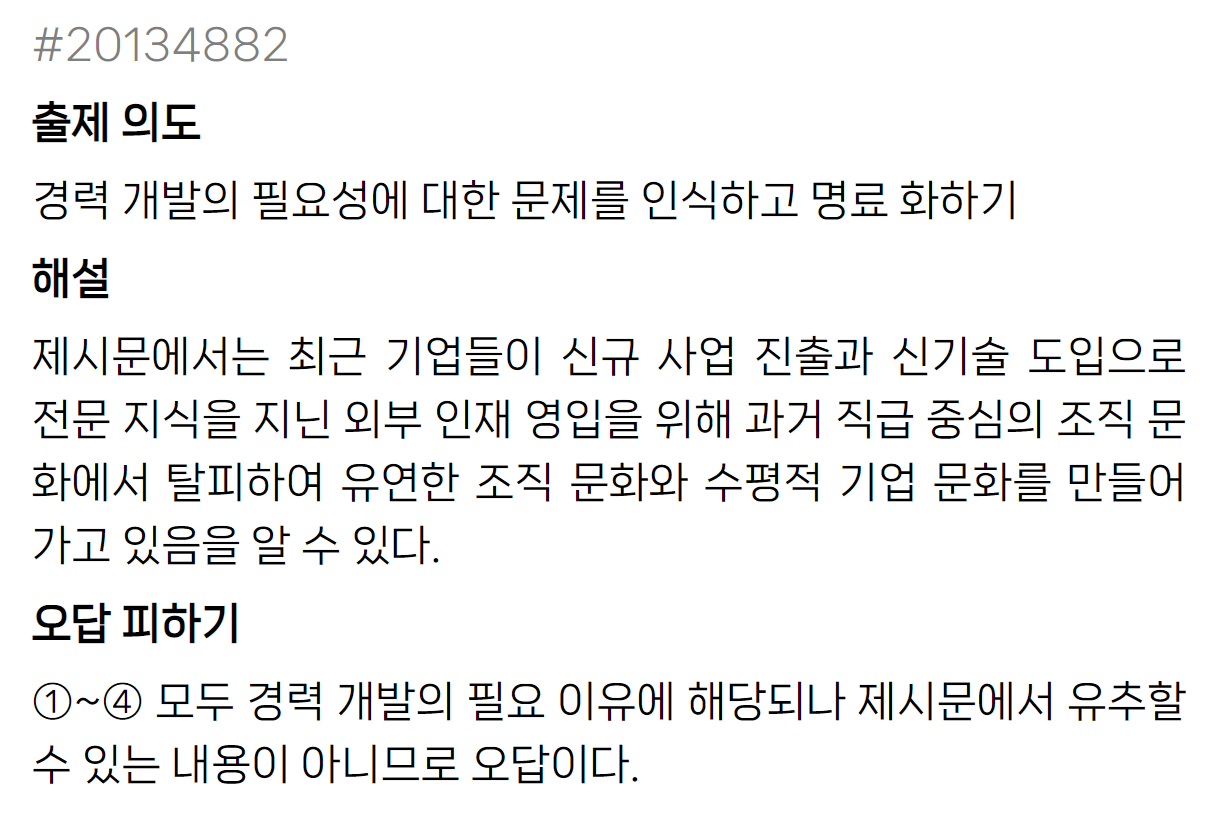 #20134882
출제 의도
경력 개발의 필요성에 대한 문제를 인식하고 명료 화하기
해설
제시문에서는 최근 기업들이 신규 사업 진출과 신기술 도입으로
전문 지식을 지닌 외부 인재 영입을 위해 과거 직급 중심의 조직 문
화에서 탈피하여 유연한 조직 문화와 수평적 기업 문화를 만들어
가고 있음을 알 수 있다.
오답 피하기
①~④ 모두 경력 개발의 필요 이유에 해당되나 제시문에서 유추할
수 있는 내용이 아니므로 오답이다.